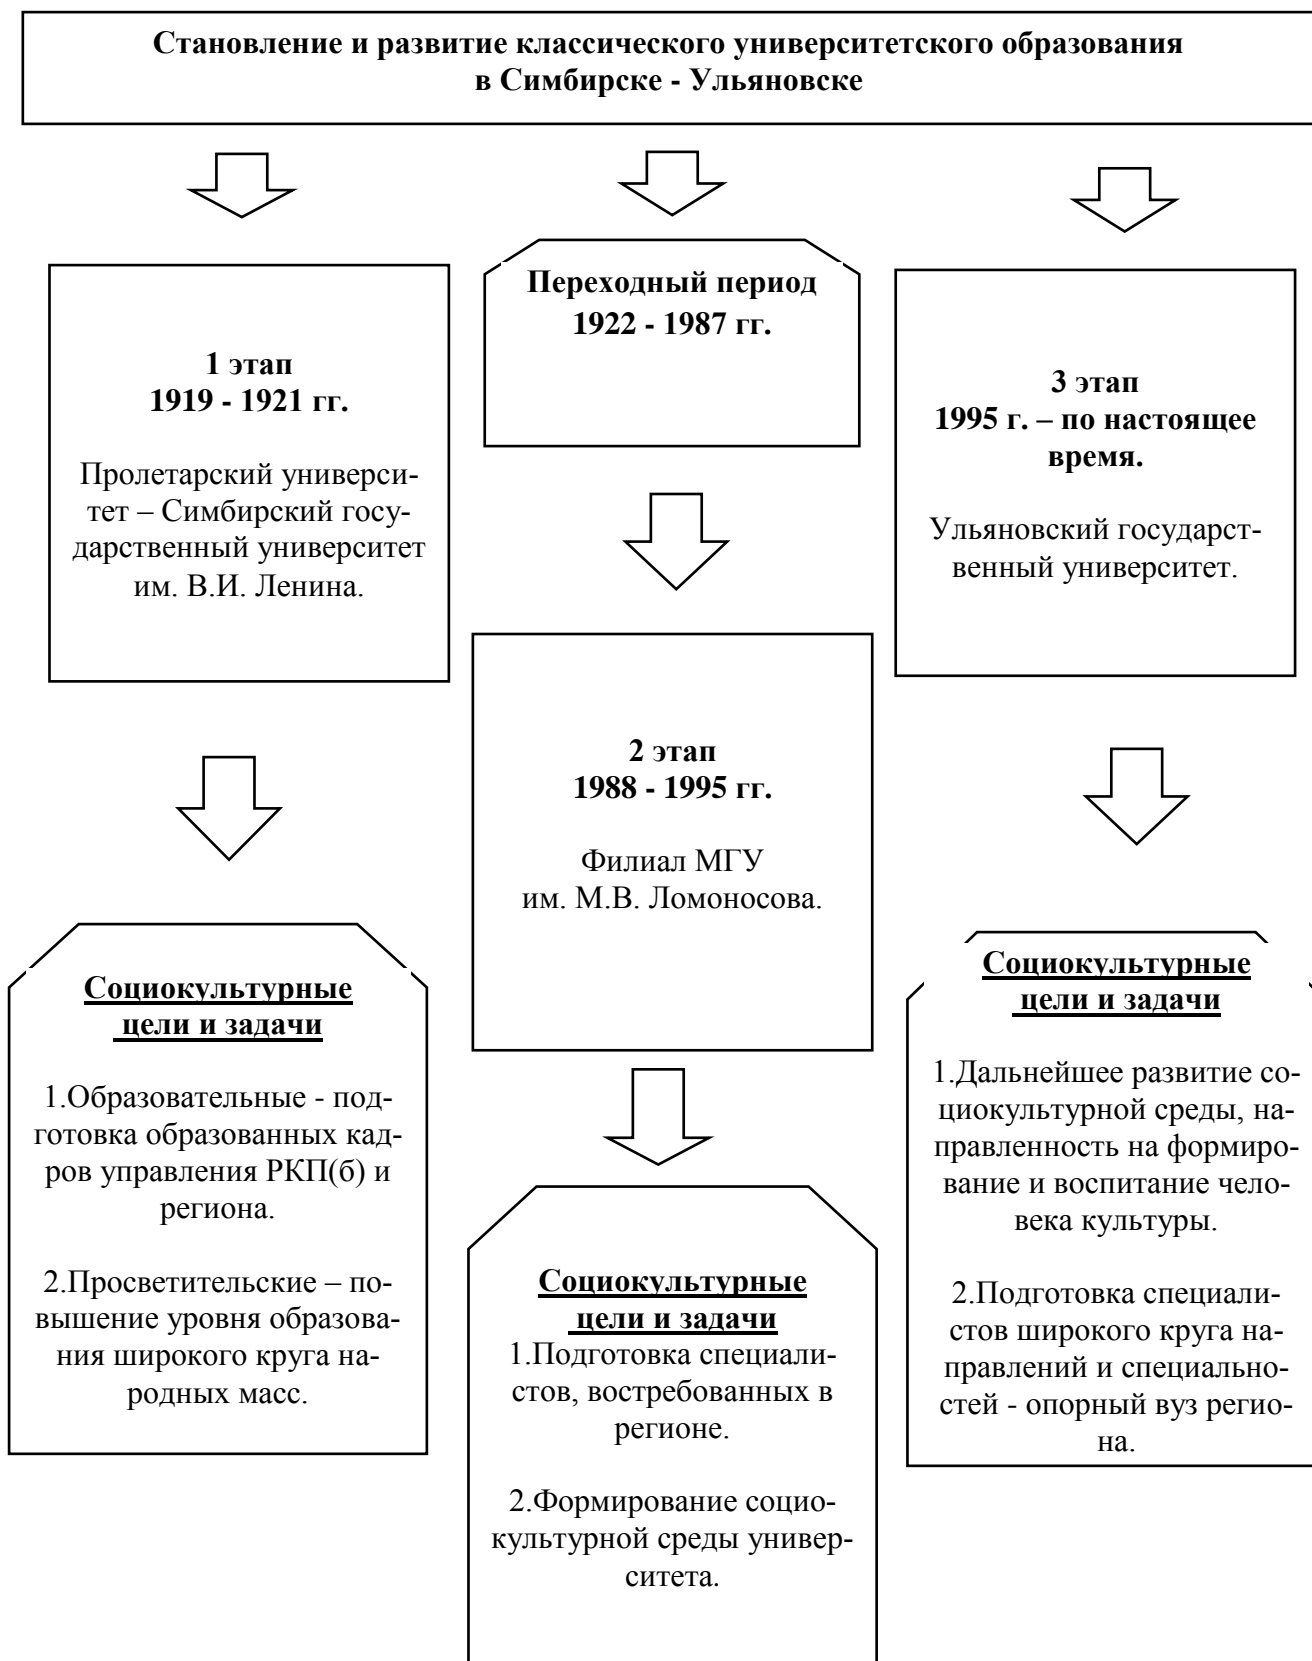 Становление и развитие классического университетского образования
в Симбирске - Ульяновске
1 этап
1919 - 1921 гг.
Пролетарский универси-
тет – Симбирский госу-
дарственный университет
им. В.И. Ленина.
Социокультурные
цели и задачи
1.Образовательные - под-
готовка образованных кад-
ров управления РКП(б) и
региона.
2.Просветительские – по-
вышение уровня образова-
ния широкого круга на-
родных масс.
Переходный период
1922 - 1987 гг.
2 этап
1988 - 1995 гг.
Филиал МГУ
им. М.В. Ломоносова.
Социокультурные
цели и задачи
1.Подготовка специали-
стов, востребованных в
регионе.
2.Формирование социо-
культурной среды универ-
ситета.
3 этап
1995 г. – по настоящее
время.
Ульяновский государст-
венный университет.
Социокультурные
цели и задачи
1.Дальнейшее развитие со-
циокультурной среды, на-
правленность на формиро-
вание и воспитание чело-
века культуры.
2.Подготовка специали-
стов широкого круга на-
правлений и специально-
стей - опорный вуз регио-
на.